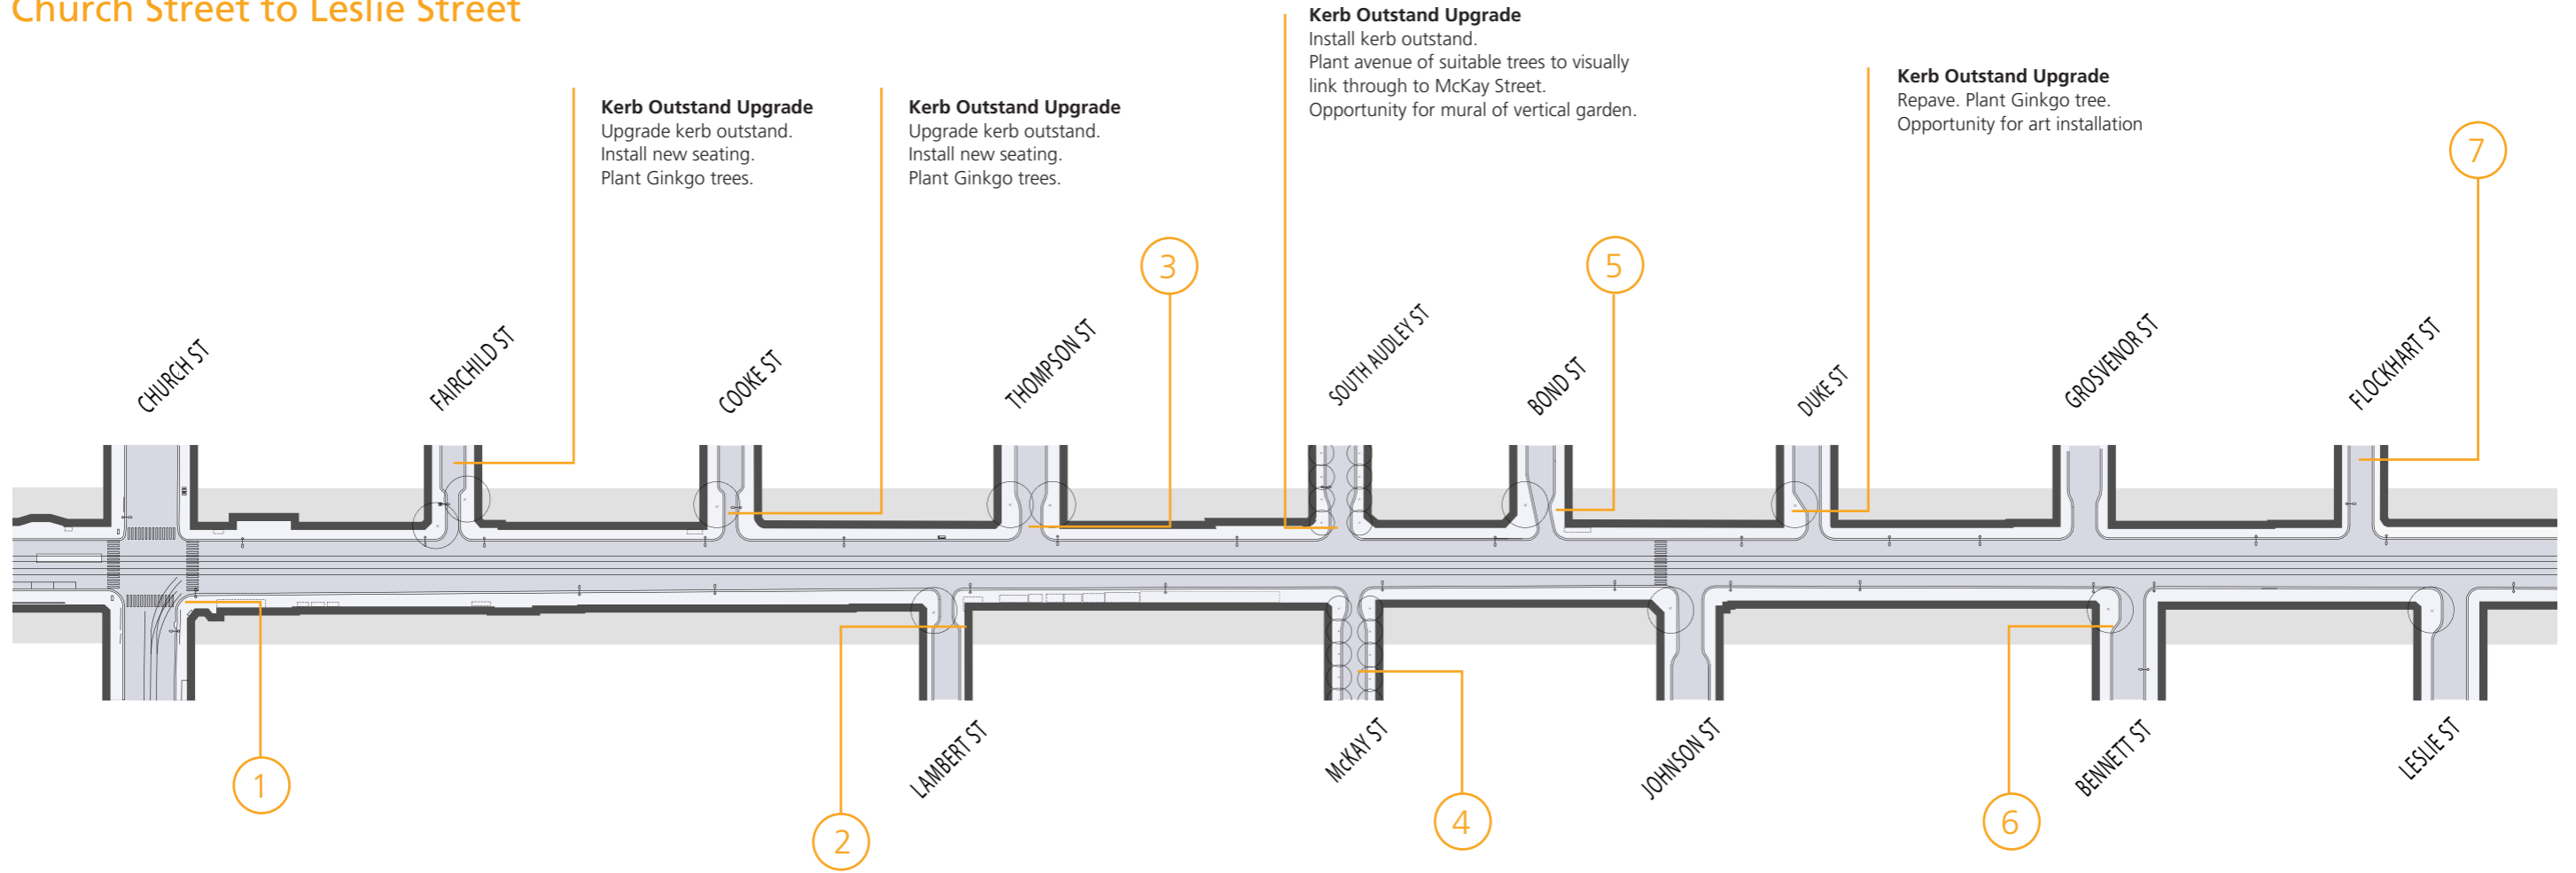 Church Street to Leslie Street
Kerb Outstand Upgrade
Install kerb outstand.
Plant avenue of suitable trees to visually
link through to McKay Street.
Opportunity for mural of vertical garden.
Kerb Outstand Upgrade
Repave. Plant Ginkgo tree.
Opportunity for art installation
Kerb Outstand Upgrade
Upgrade kerb outstand.
Install new seating.
Plant Ginkgo trees.
Kerb Outstand Upgrade
Upgrade kerb outstand.
Install new seating.
Plant Ginkgo trees.
7
3
5
CHURCH ST
FAIRCHILD ST
COOKE ST
THOMPSON ST
SOUTH AUDLEY ST
BOND ST
DUKE ST
GROSVENOR ST
FLOCKHART ST
LAMBERT ST
McKAY ST
JOHNSON ST
BENNETT ST
LESLIE ST
1
2
4
6